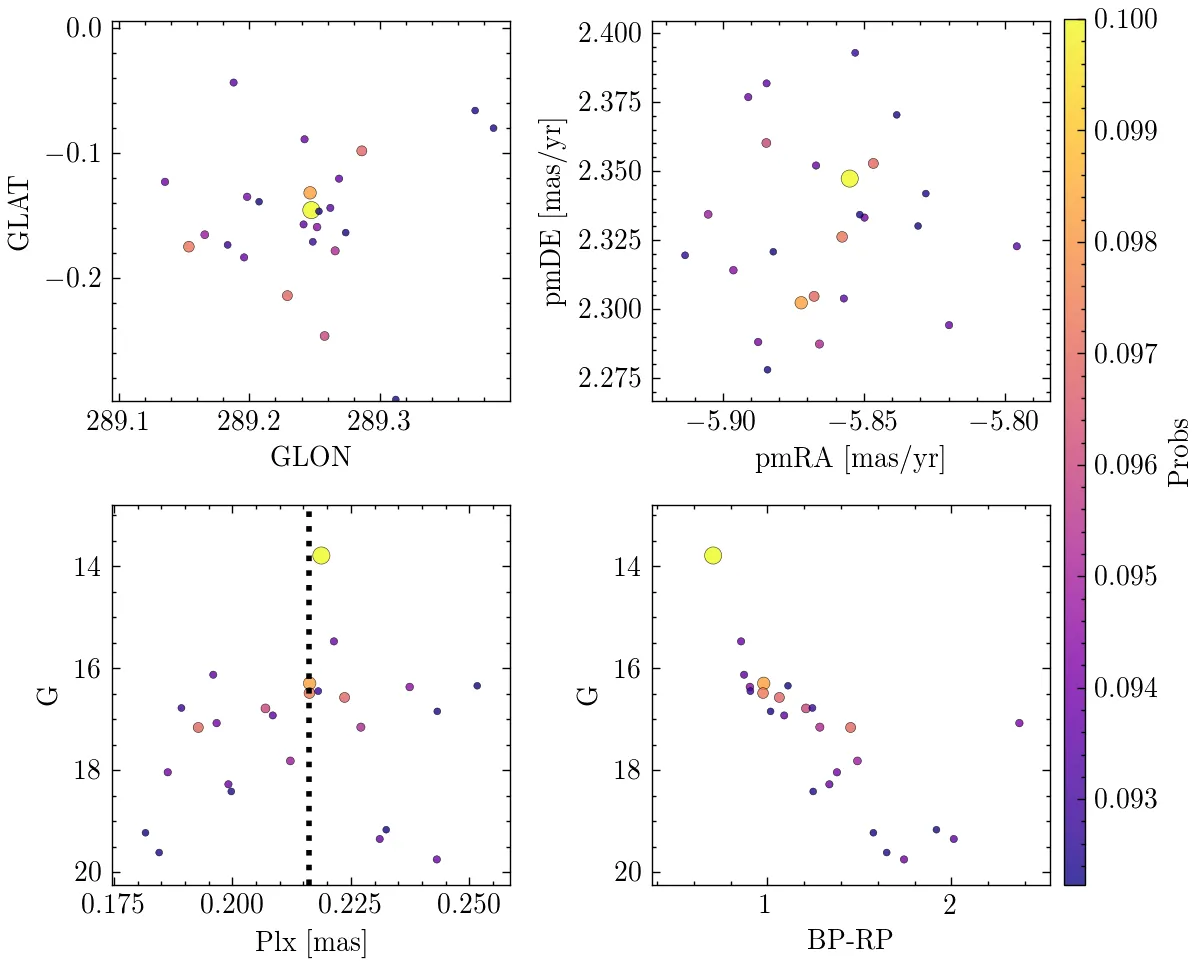 0.0
−0.1
−0.2
GLAT
289.1 289.2 289.3
GLON
2.400
2.375
2.350
2.325
2.300
2.275
pmDE [mas/yr]
−5.90 −5.85 −5.80
pmRA [mas/yr]
14
16
18
20
G
0.175 0.200 0.225 0.250
Plx [mas]
14
16
18
20
G
1 2
BP-RP
0.100
0.099
0.098
0.097
0.096
0.095
0.094
0.093
Probs